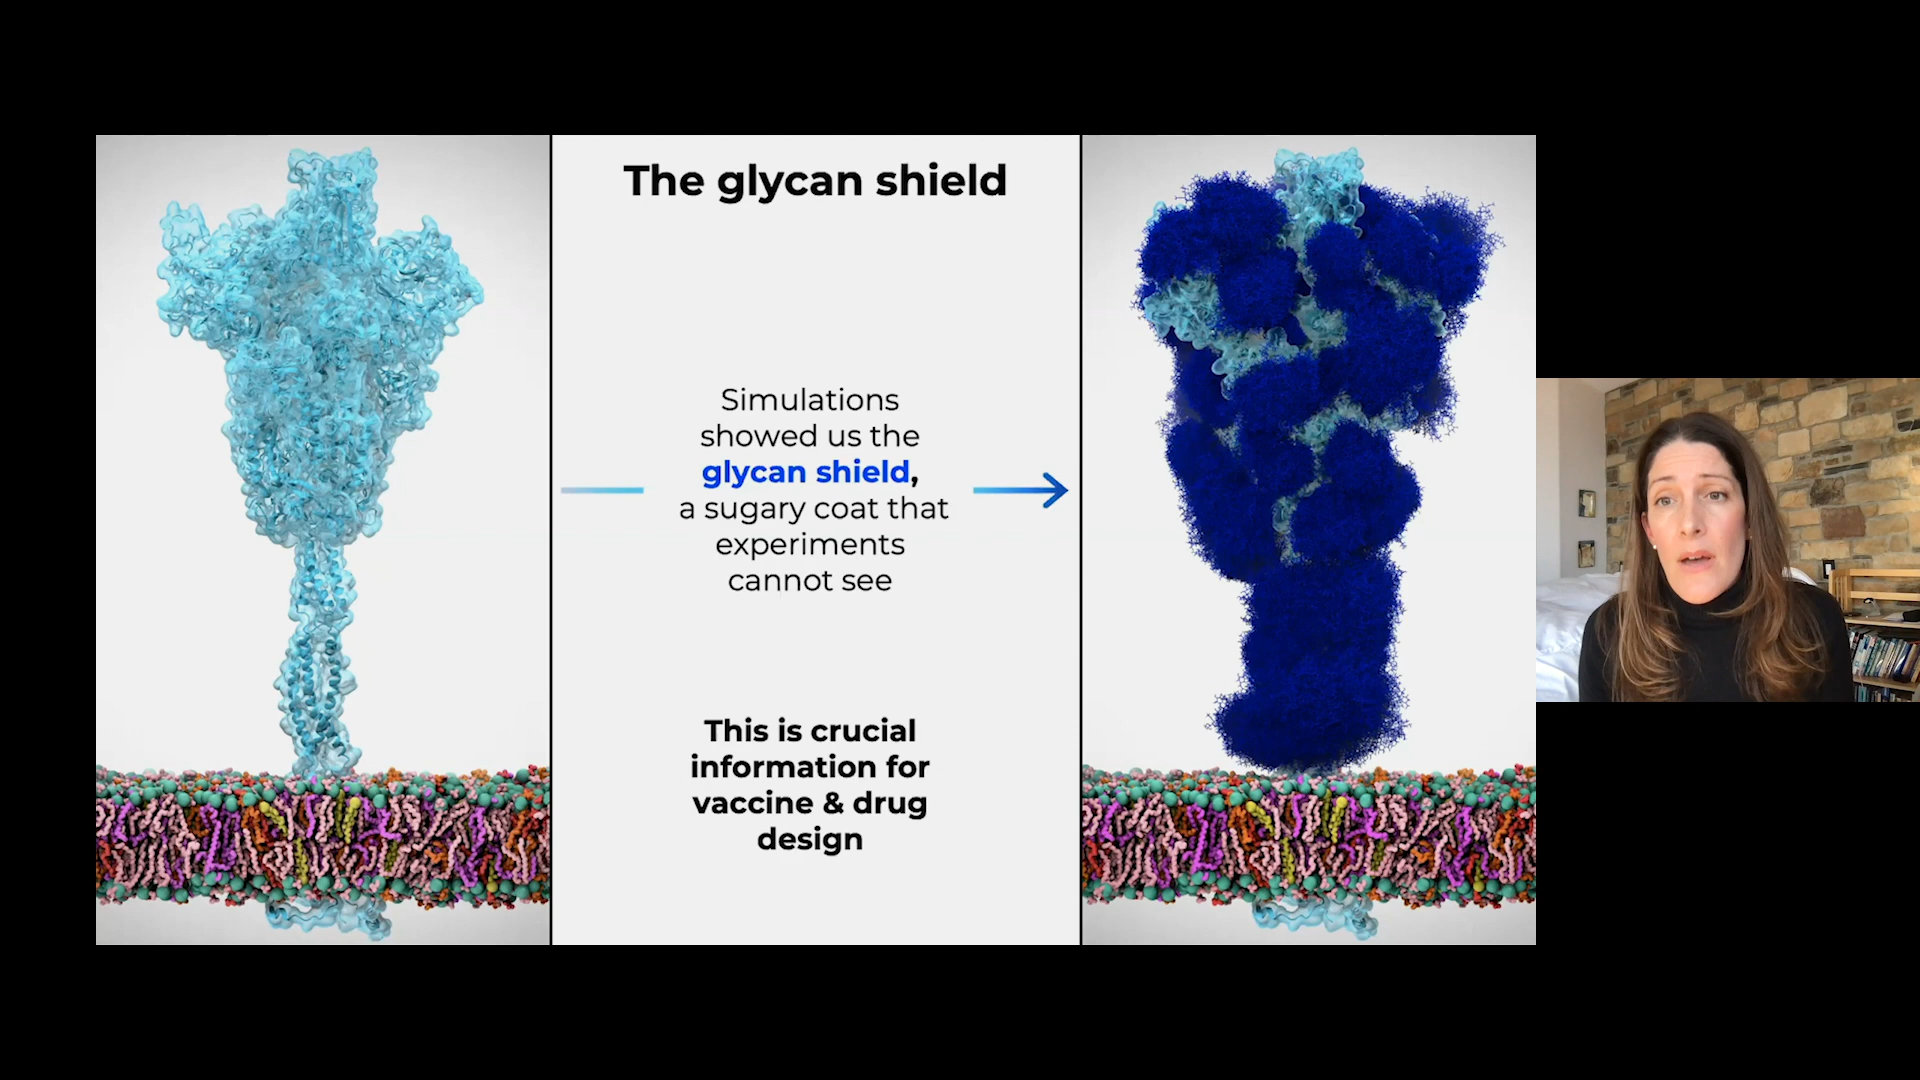 The glycan shield
Simulations
showed us the
glycan shield,
a sugary coat that
experiments
cannot see
This is crucial
information for
vaccine & drug
design